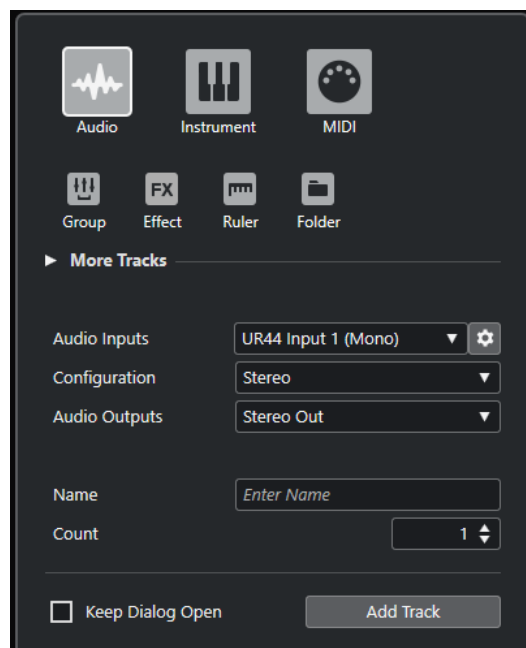 Audio Instrument MIDI
FX
Group Effect Ruler Folder
More Tracks
Audio Inputs UR44 Input 1 (Mono)
Configuration Stereo
Audio Outputs Stereo Out
Name Enter Name
Count 1
Keep Dialog Open Add Track